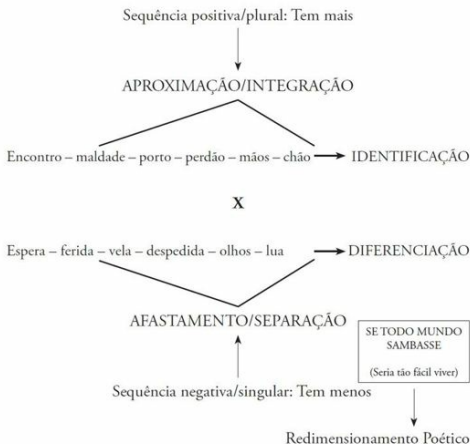 Sequência positiva/plural: Tem mais
APROXIMAÇÃO/INTEGRAÇÃO
Encontro – maldade – porto – perdão – mãos – chão IDENTIFICAÇÃO
X
Espera – ferida – vela – despedida – olhos – lua DIFERENCIAÇÃO
AFASTAMENTO/SEPARAÇÃO
SE TODO MUNDO
SAMBASSE
(Seria tão fácil viver)
Sequência negativa/singular: Tem menos
Redimensionamento Poético